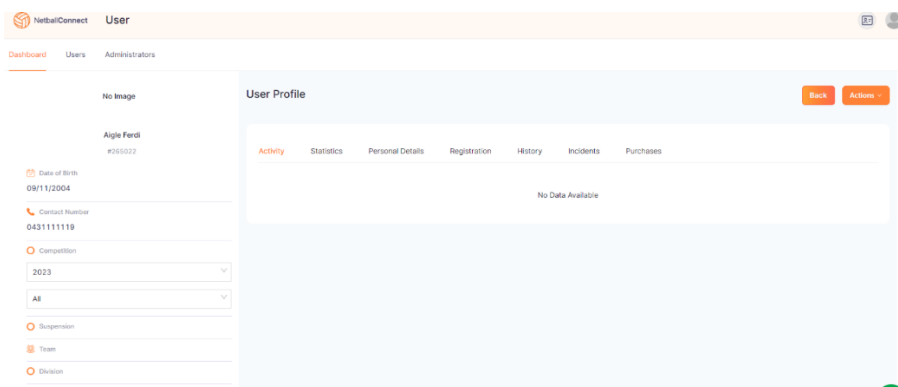 NetballConnect User
Dashboard Users Administrators
No Image
Aigle Ferdi
#265022
Date of Birth
09/11/2004
Contact Number
0431111119
Competition
2023
All
Suspension
Team
Division
User Profile
Back Actions
Activity Statistics Personal Details Registration History Incidents Purchases
No Data Available